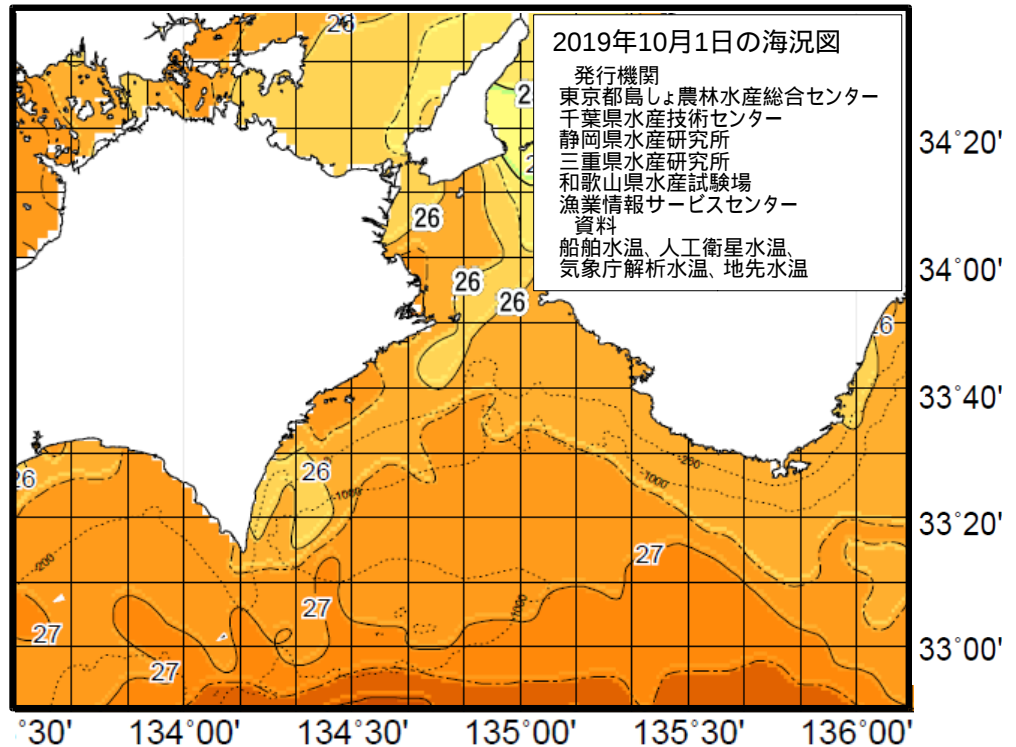 26
2019年10月1日の海況図
発行機関
東京都島しょ農林水産総合センター
千葉県水産技術センター
静岡県水産研究所
三重県水産研究所
和歌山県水産試験場
漁業情報サービスセンター
資料
船舶水温、人工衛星水温、
気象庁解析水温、地先水温
34°20'
26
34°00'
26
26
33°40'
-200
26
26
-1000
-1000
33°20'
27
-200
27
-1000
27
33°00'
27
°30'
134°00'
134°30'
135°00'
135°30'
136°00'